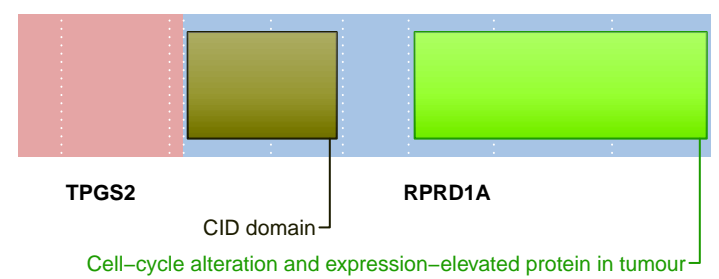 TPGS2 RPRD1A
CID domain
Cell−cycle alteration and expression−elevated protein in tumour